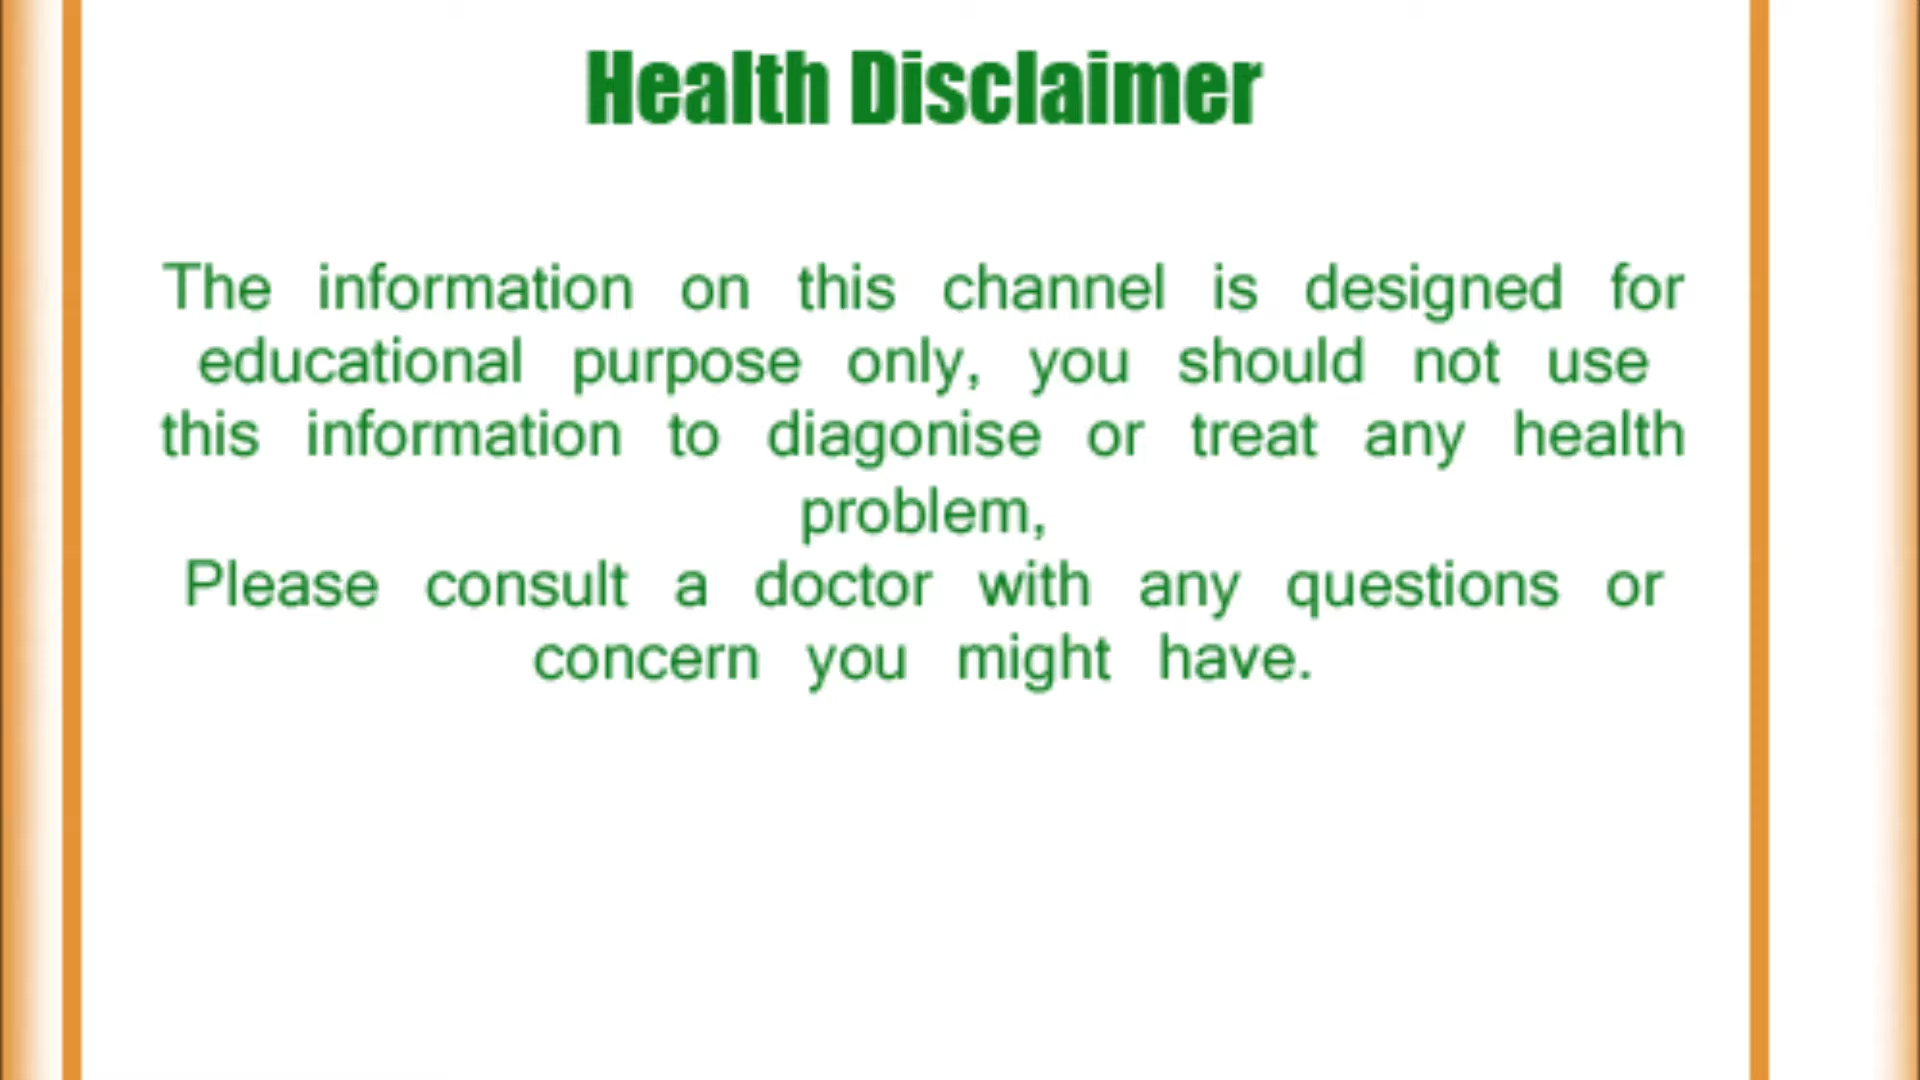 Health Disclaimer
The information on this channel is designed for
educational purpose only, you should not use
this information to diagonise or treat any health
problem,
Please consult a doctor with any questions or
concern you might have.